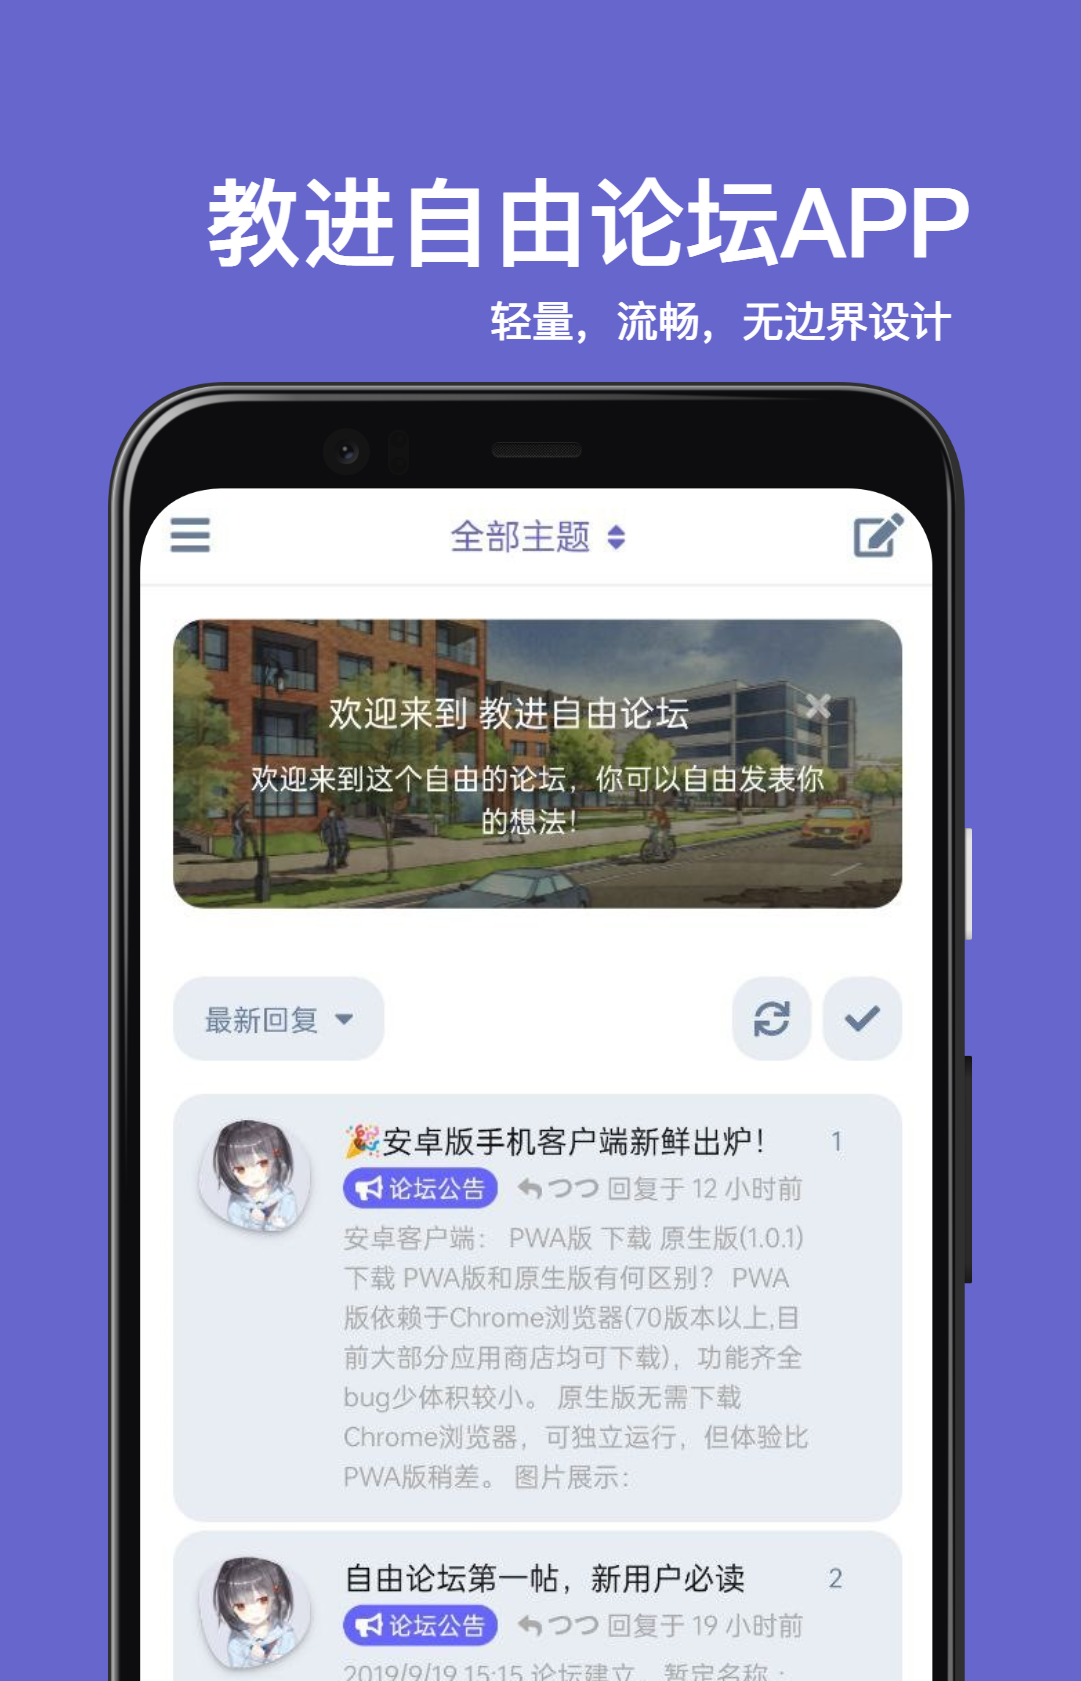 教进自由论坛APP
轻量，流畅，无边界设计
全部主题
欢迎来到 教进自由论坛
欢迎来到这个自由的论坛，你可以自由发表你
的想法！
最新回复
🎉安卓版手机客户端新鲜出炉！ 1
论坛公告 つつ 回复于 12 小时前
安卓客户端： PWA版 下载 原生版(1.0.1)
下载 PWA版和原生版有何区别？ PWA
版依赖于Chrome浏览器(70版本以上,目
前大部分应用商店均可下载)，功能齐全
bug少体积较小。 原生版无需下载
Chrome浏览器，可独立运行，但体验比
PWA版稍差。 图片展示：
自由论坛第一帖，新用户必读 2
论坛公告 つつ 回复于 19 小时前
2019/9/19 15:15 论坛建立，暂定名称：